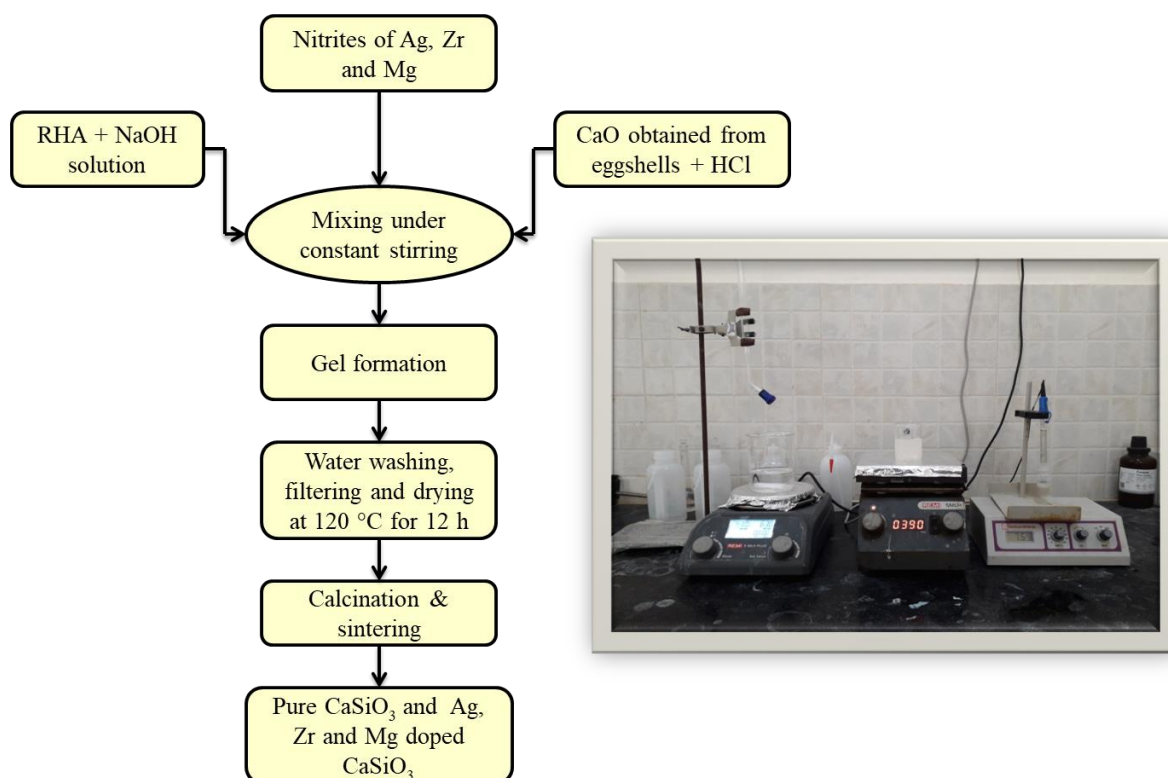 Nitrites of Ag, Zr
and Mg
RHA + NaOH
solution
CaO obtained from
eggshells + HCl
Mixing under
constant stirring
Gel formation
Water washing,
filtering and drying
at 120 °C for 12 h
Calcination &
sintering
Pure CaSiO₃ and Ag,
Zr and Mg doped
CaSiO₃
REMI
0390
REMI